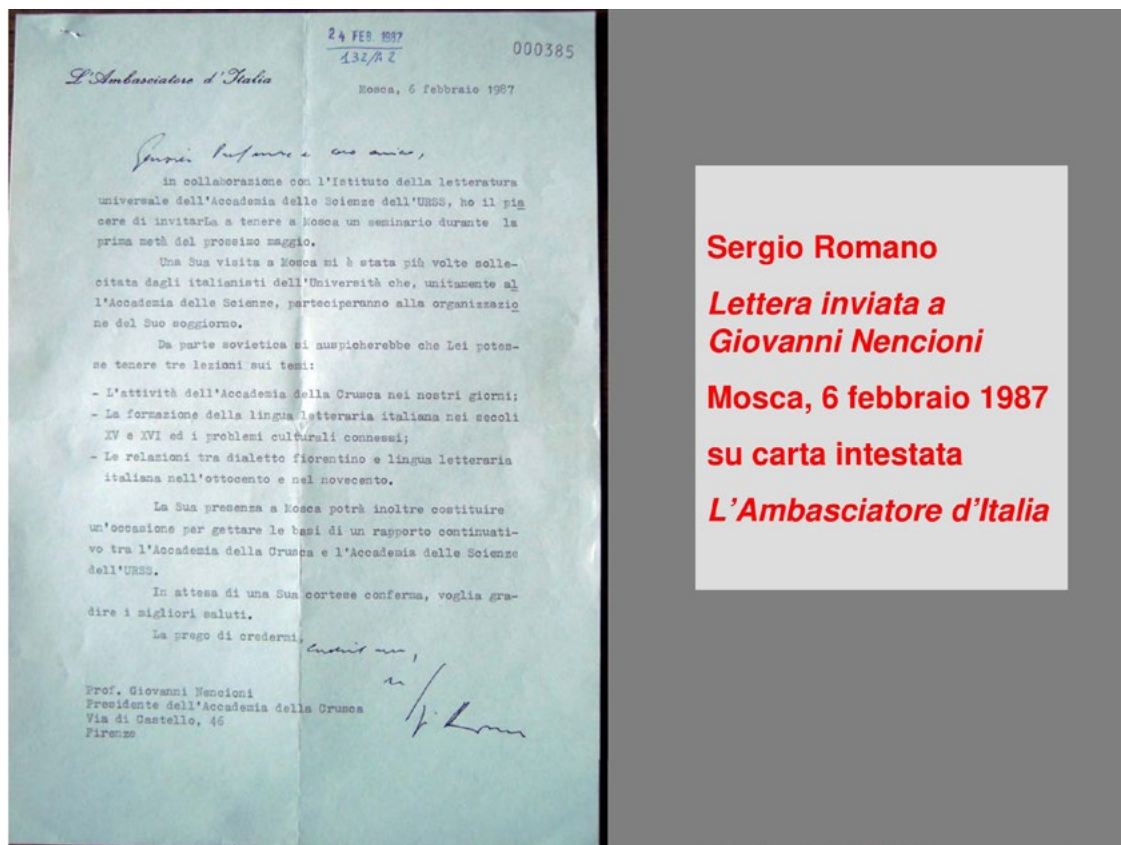 24 FEB. 1987
132/A2
000385
L'Ambasciatore d'Italia
Mosca, 6 febbraio 1987
Professore e caro amico,
in collaborazione con l'Istituto della letteratura
universale dell'Accademia delle Scienze dell'URSS, ho il pia
cere di invitarLa a tenere a Mosca un seminario durante la
prima metà del prossimo maggio.
Una Sua visita a Mosca mi è stata più volte solle-
citata dagli italianisti dell'Università che, unitamente al
l'Accademia delle Scienze, parteciperanno alla organizzazio
ne del Suo soggiorno.
Da parte sovietica si auspicherebbe che Lei potes-
se tenere tre lezioni sui temi:
- L'attività dell'Accademia della Crusca nei nostri giorni;
- La formazione della lingua letteraria italiana nei secoli
XV e XVI ed i problemi culturali connessi;
- Le relazioni tra dialetto fiorentino e lingua letteraria
italiana nell'ottocento e nel novecento.
La Sua presenza a Mosca potrà inoltre costituire
un'occasione per gettare le basi di un rapporto continuati-
vo tra l'Accademia della Crusca e l'Accademia delle Scienze
dell'URSS.
In attesa di una Sua cortese conferma, voglia gra-
dire i migliori saluti.
La prego di credermi,
Prof. Giovanni Nencioni
Presidente dell'Accademia della Crusca
Via di Castello, 46
Firenze
Sergio Romano
Lettera inviata a
Giovanni Nencioni
Mosca, 6 febbraio 1987
su carta intestata
L'Ambasciatore d'Italia